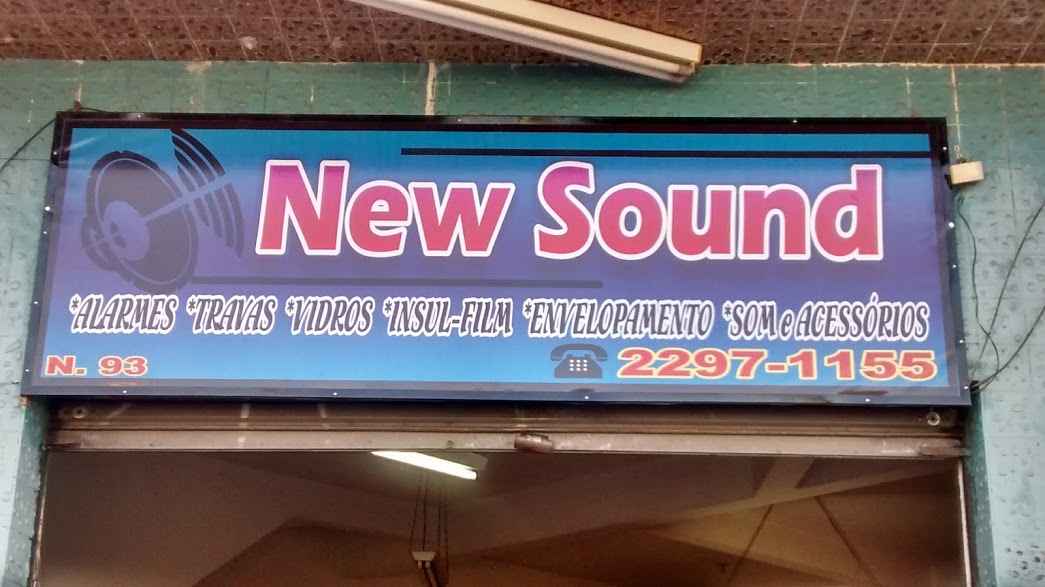 New Sound
*ALARMES *TRAVAS *VIDROS *INSUL-FILM *ENVELOPAMENTO *SOM e ACESSÓRIOS
N. 93 2297-1155